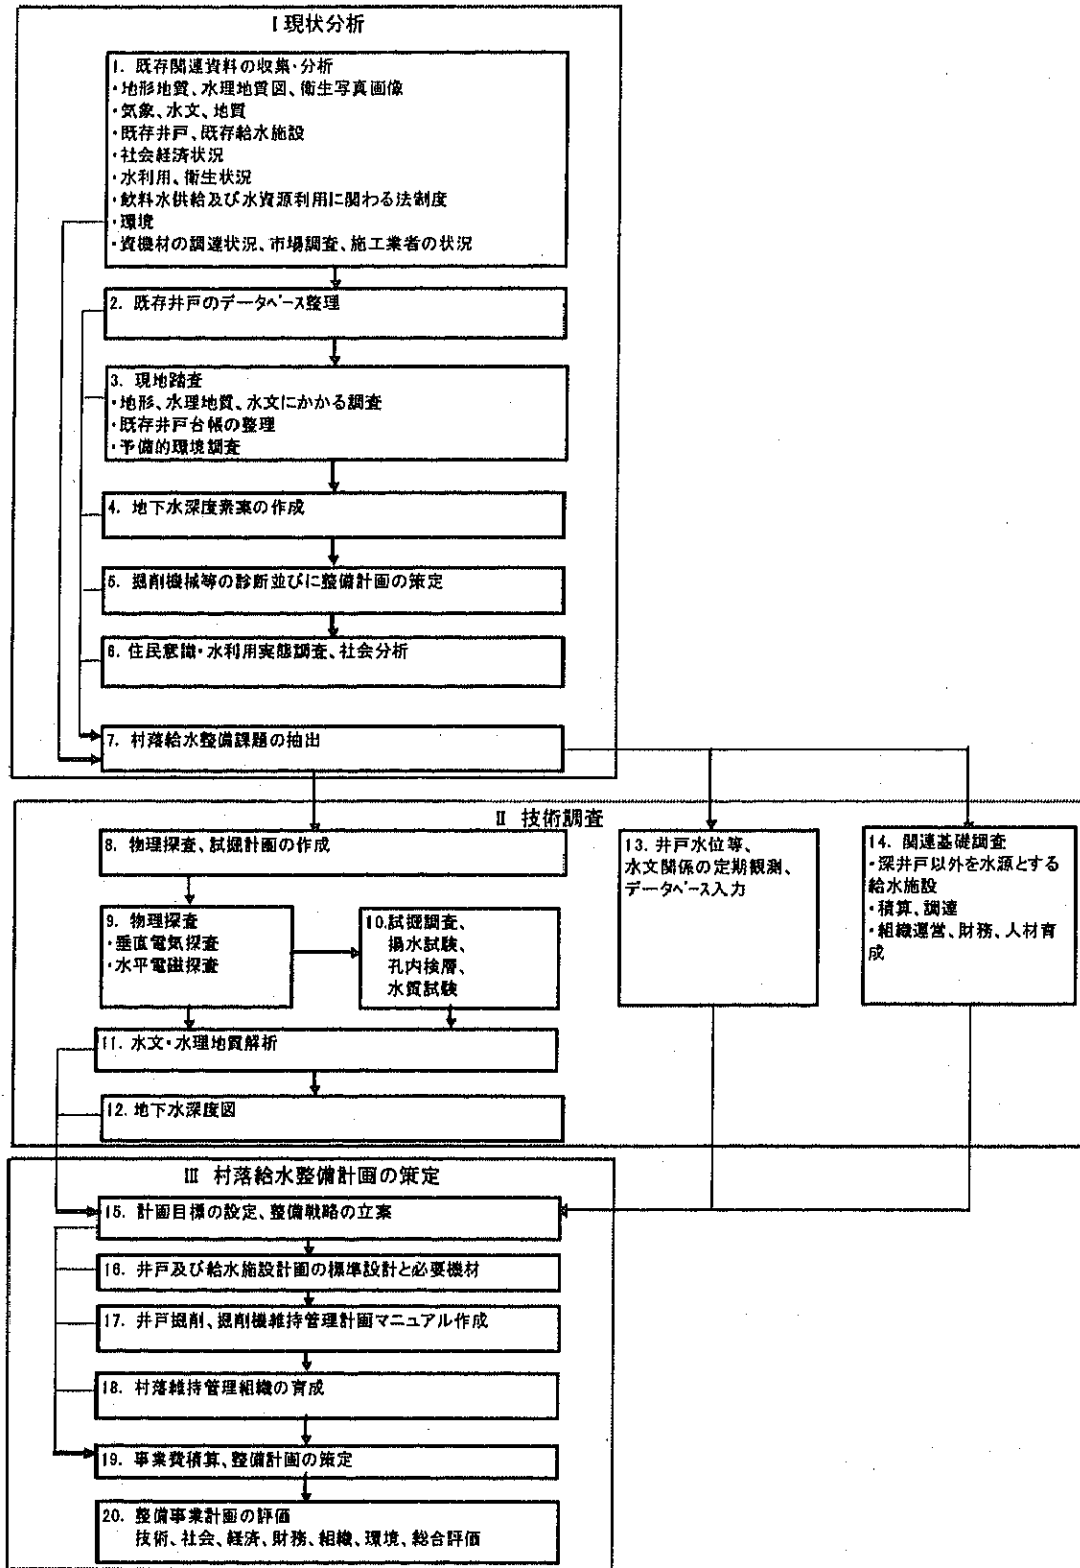 Ⅰ現状分析
1. 既存関連資料の収集・分析
・地形地質、水理地質図、衛生写真画像
・気象、水文、地質
・既存井戸、既存給水施設
・社会経済状況
・水利用、衛生状況
・飲料水供給及び水資源利用に関わる法制度
・環境
・資機材の調達状況、市場調査、施工業者の状況
2. 既存井戸のデータベース整理
3. 現地踏査
・地形、水理地質、水文にかかる調査
・既存井戸台帳の整理
・予備的環境調査
4. 地下水深度素案の作成
5. 掘削機械等の診断並びに整備計画の策定
6. 住民意識・水利用実態調査、社会分析
7. 村落給水整備課題の抽出
Ⅱ 技術調査
8. 物理探査、試掘計画の作成
9. 物理探査
・垂直電気探査
・水平電磁探査
10.試掘調査、
揚水試験、
孔内検層、
水質試験
11. 水文・水理地質解析
12. 地下水深度図
13. 井戸水位等、
水文関係の定期観測、
データベース入力
14. 関連基礎調査
・深井戸以外を水源とする
給水施設
・積算、調達
・組織運営、財務、人材育
成
Ⅲ 村落給水整備計画の策定
15. 計画目標の設定、整備戦略の立案
16. 井戸及び給水施設計画の標準設計と必要機材
17. 井戸掘削、掘削機維持管理計画マニュアル作成
18. 村落維持管理組織の育成
19. 事業費積算、整備計画の策定
20. 整備事業計画の評価
技術、社会、経済、財務、組織、環境、総合評価